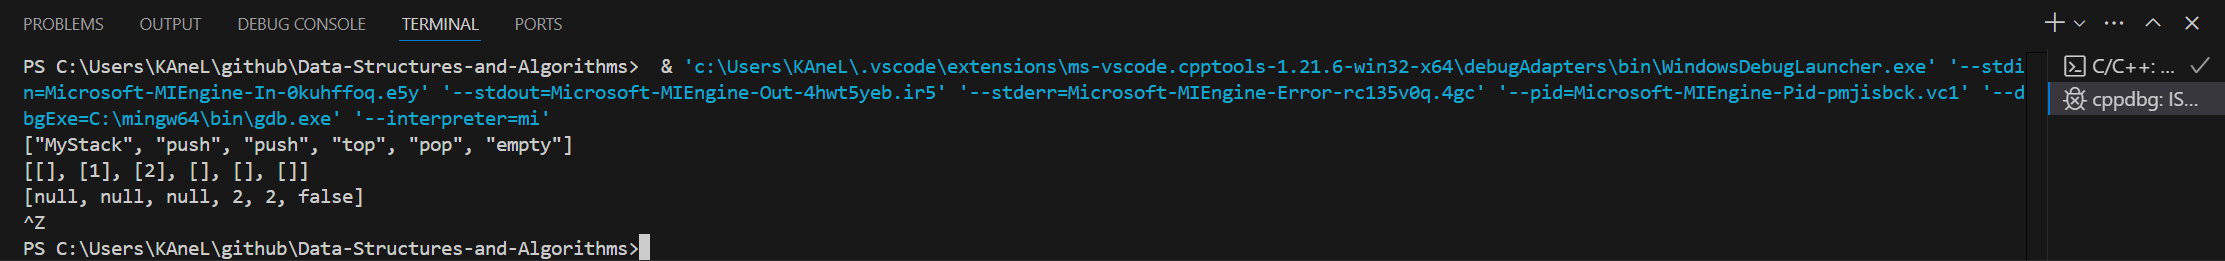 PROBLEMS OUTPUT DEBUG CONSOLE TERMINAL PORTS
PS C:\Users\KAneL\github\Data-Structures-and-Algorithms>  & 'c:\Users\KAneL\.vscode\extensions\ms-vscode.cpptools-1.21.6-win32-x64\debugAdapters\bin\WindowsDebugLauncher.exe' '--stdi
n=Microsoft-MIEngine-In-0kuhffoq.e5y' '--stdout=Microsoft-MIEngine-Out-4hwt5yeb.ir5' '--stderr=Microsoft-MIEngine-Error-rc135v0q.4gc' '--pid=Microsoft-MIEngine-Pid-pmjisbck.vc1' '--d
bgExe=C:\mingw64\bin\gdb.exe' '--interpreter=mi'
["MyStack", "push", "push", "top", "pop", "empty"]
[[], [1], [2], [], [], []]
[null, null, null, 2, 2, false]
^Z
PS C:\Users\KAneL\github\Data-Structures-and-Algorithms>
C/C++: ...
cppdbg: IS...